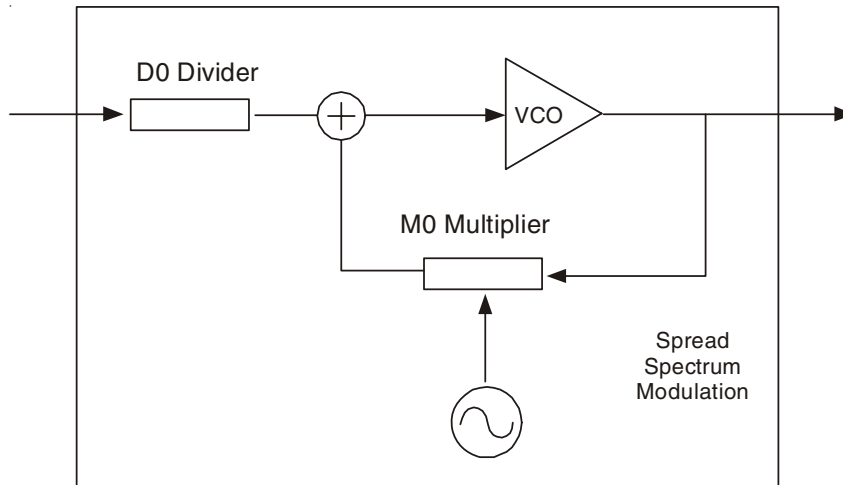 D0 Divider
VCO
M0 Multiplier
Spread
Spectrum
Modulation